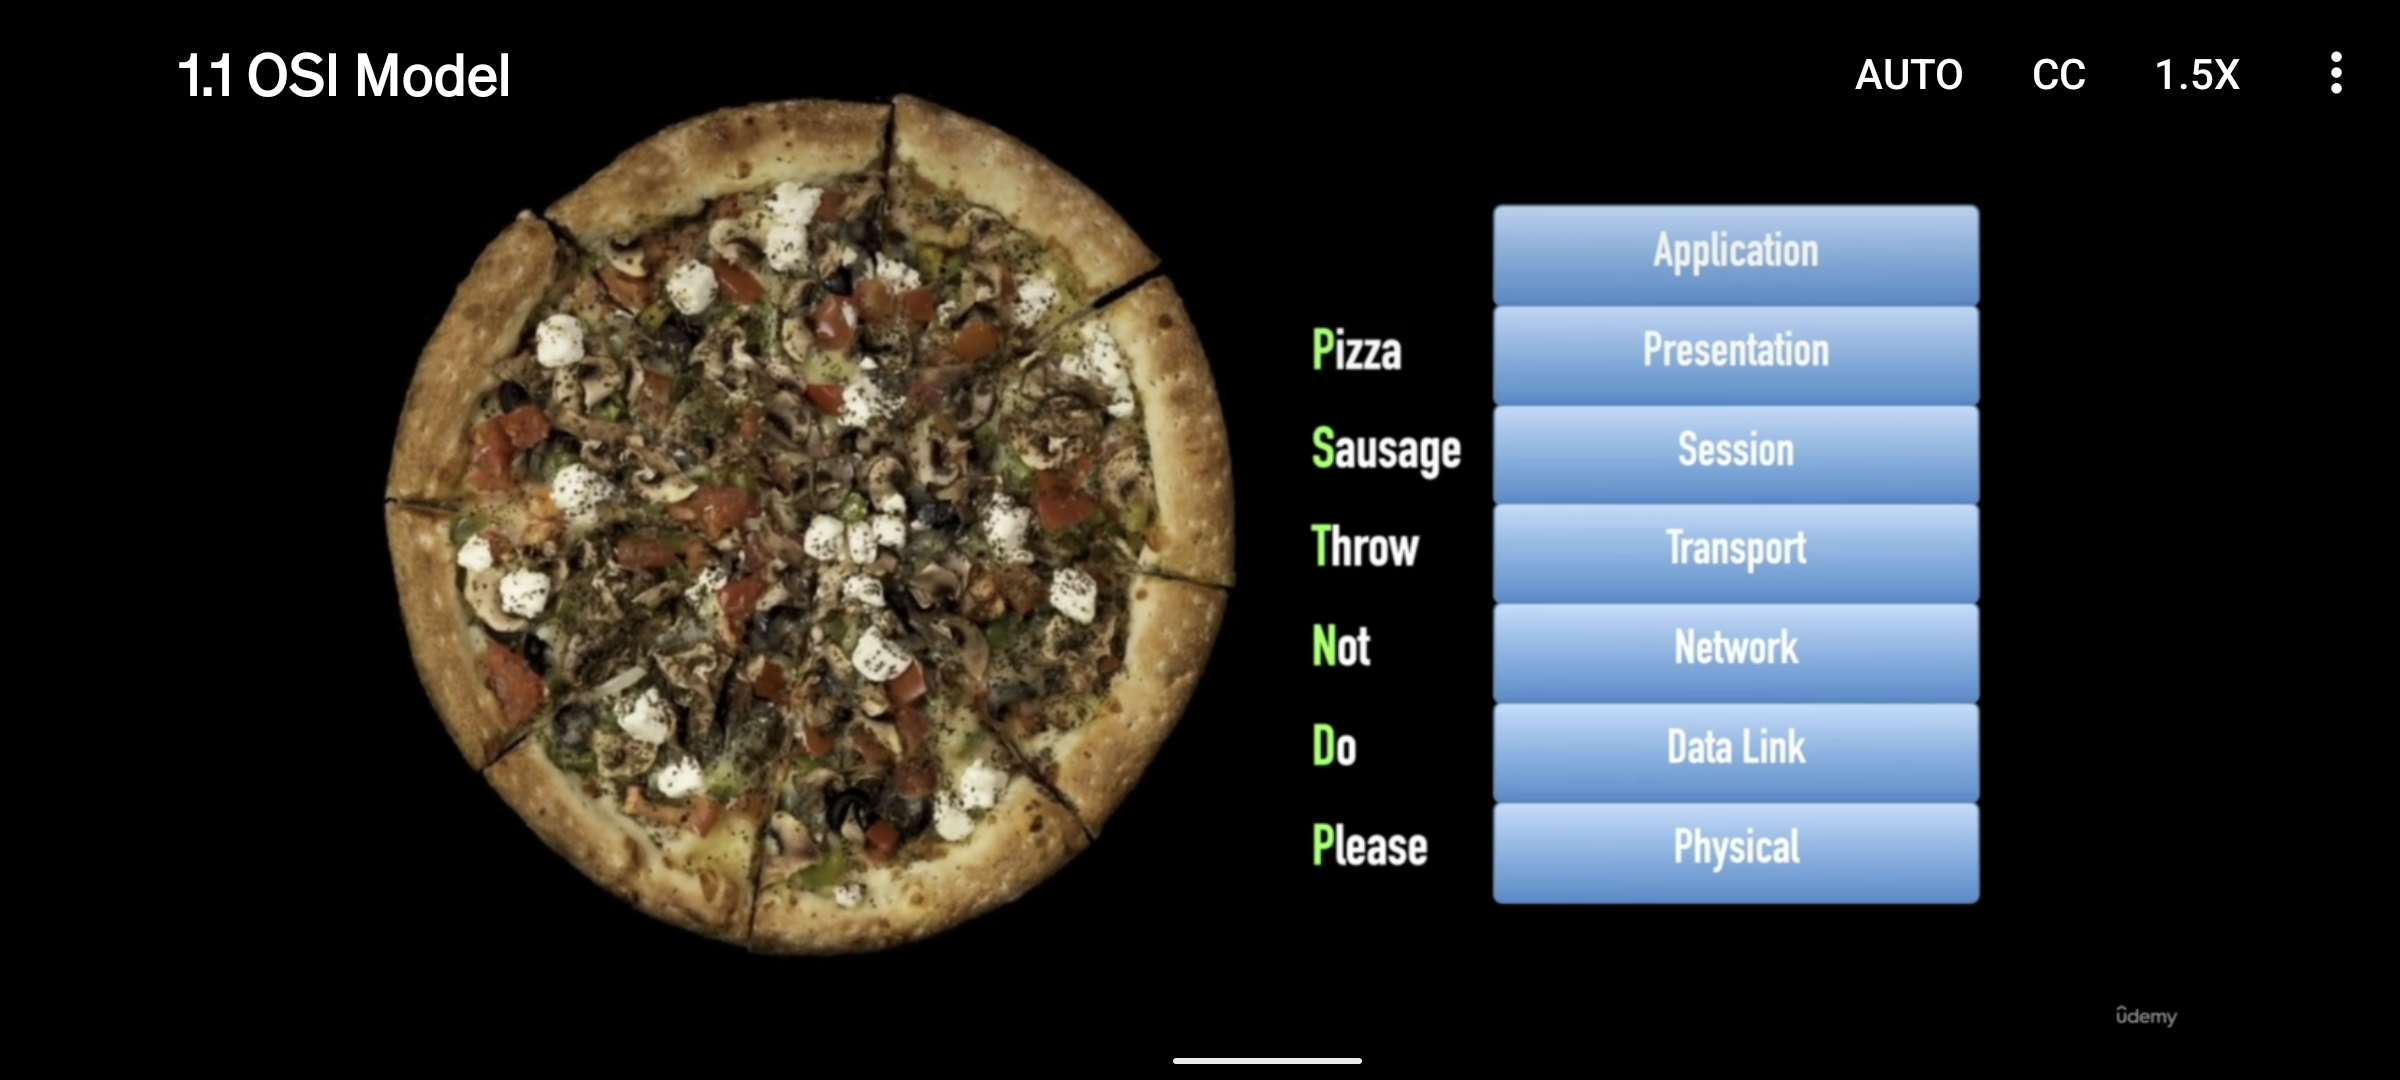 1.1 OSI Model
AUTO CC 1.5X
Application
Pizza Presentation
Sausage Session
Throw Transport
Not Network
Do Data Link
Please Physical
ûdemy